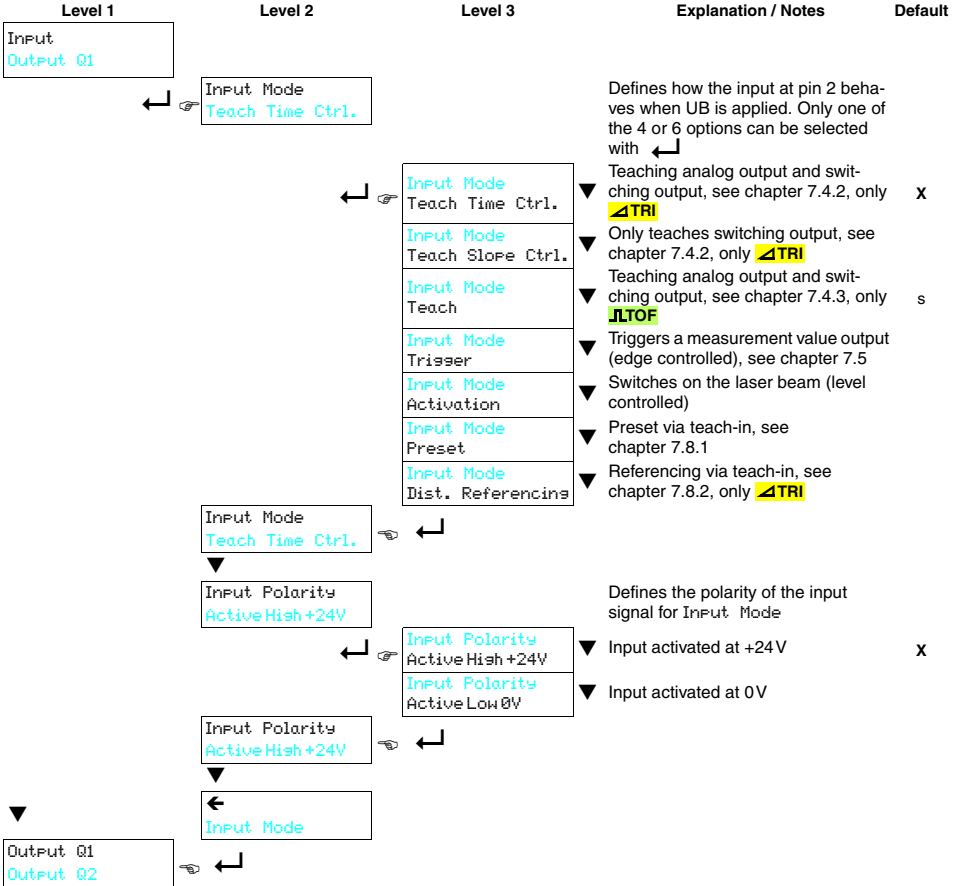 Level 1 Level 2 Level 3 Explanation / Notes Default
Input
Output Q1
Input Mode
Teach Time Ctrl.
Defines how the input at pin 2 beha-
ves when UB is applied. Only one of
the 4 or 6 options can be selected
with
Input Mode
Teach Time Ctrl.
Teaching analog output and swit-
ching output, see chapter 7.4.2, only
TRI
X
Input Mode
Teach Slope Ctrl.
Only teaches switching output, see
chapter 7.4.2, only TRI
Input Mode
Teach
Teaching analog output and swit-
ching output, see chapter 7.4.3, only
TOF
s
Input Mode
Trigger
Triggers a measurement value output
(edge controlled), see chapter 7.5
Input Mode
Activation
Switches on the laser beam (level
controlled)
Input Mode
Preset
Preset via teach-in, see
chapter 7.8.1
Input Mode
Dist. Referencing
Referencing via teach-in, see
chapter 7.8.2, only TRI
Input Mode
Teach Time Ctrl.
Input Polarity
Active High +24V
Defines the polarity of the input
signal for Input Mode
Input Polarity
Active High +24V
Input activated at +24V
X
Input Polarity
Active Low 0V
Input activated at 0V
Input Polarity
Active High +24V
Input Mode
Output Q1
Output Q2